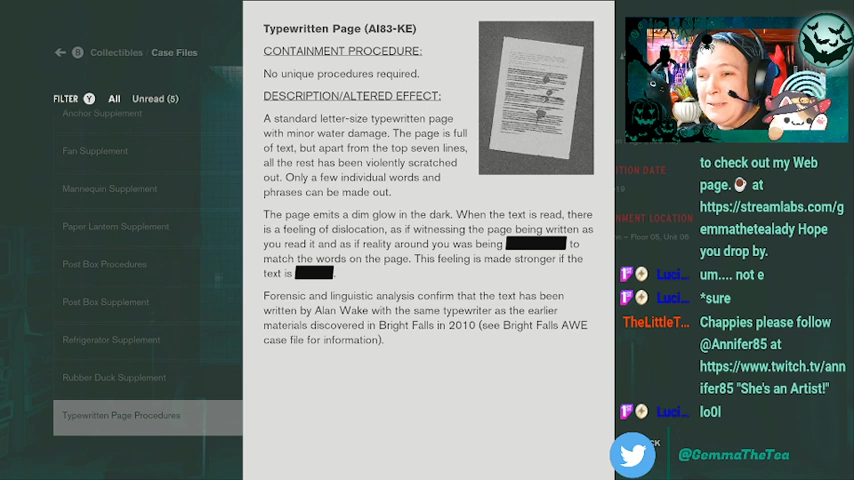 Typewritten Page (AI83-KE)
CONTAINMENT PROCEDURE:
No unique procedures required.
DESCRIPTION/ALTERED EFFECT:
A standard letter-size typewritten page
with minor water damage. The page is full
of text, but apart from the top seven lines,
all the rest has been violently scratched
out. Only a few individual words and
phrases can be made out.
The page emits a dim glow in the dark. When the text is read, there
is a feeling of dislocation, as if witnessing the page being written as
you read it and as if reality around you was being to
match the words on the page. This feeling is made stronger if the
text is .
Forensic and linguistic analysis confirm that the text has been
written by Alan Wake with the same typewriter as the earlier
materials discovered in Bright Falls in 2010 (see Bright Falls AWE
case file for information).
B Collectibles / Case Files
FILTER Y All Unread (5)
Anchor Supplement
Fan Supplement
Mannequin Supplement
Paper Lantern Supplement
Post Box Procedures
Post Box Supplement
Refrigerator Supplement
Rubber Duck Supplement
Typewritten Page Procedures
to check out my Web
page. at
https://streamlabs.com/g
emmathetealady Hope
you drop by.
Luci... um.... not e
Luci... *sure
TheLittleT... Chappies please follow
@Annifer85 at
https://www.twitch.tv/ann
ifer85 "She's an Artist!"
Luci... lo0l
@GemmaTheTea